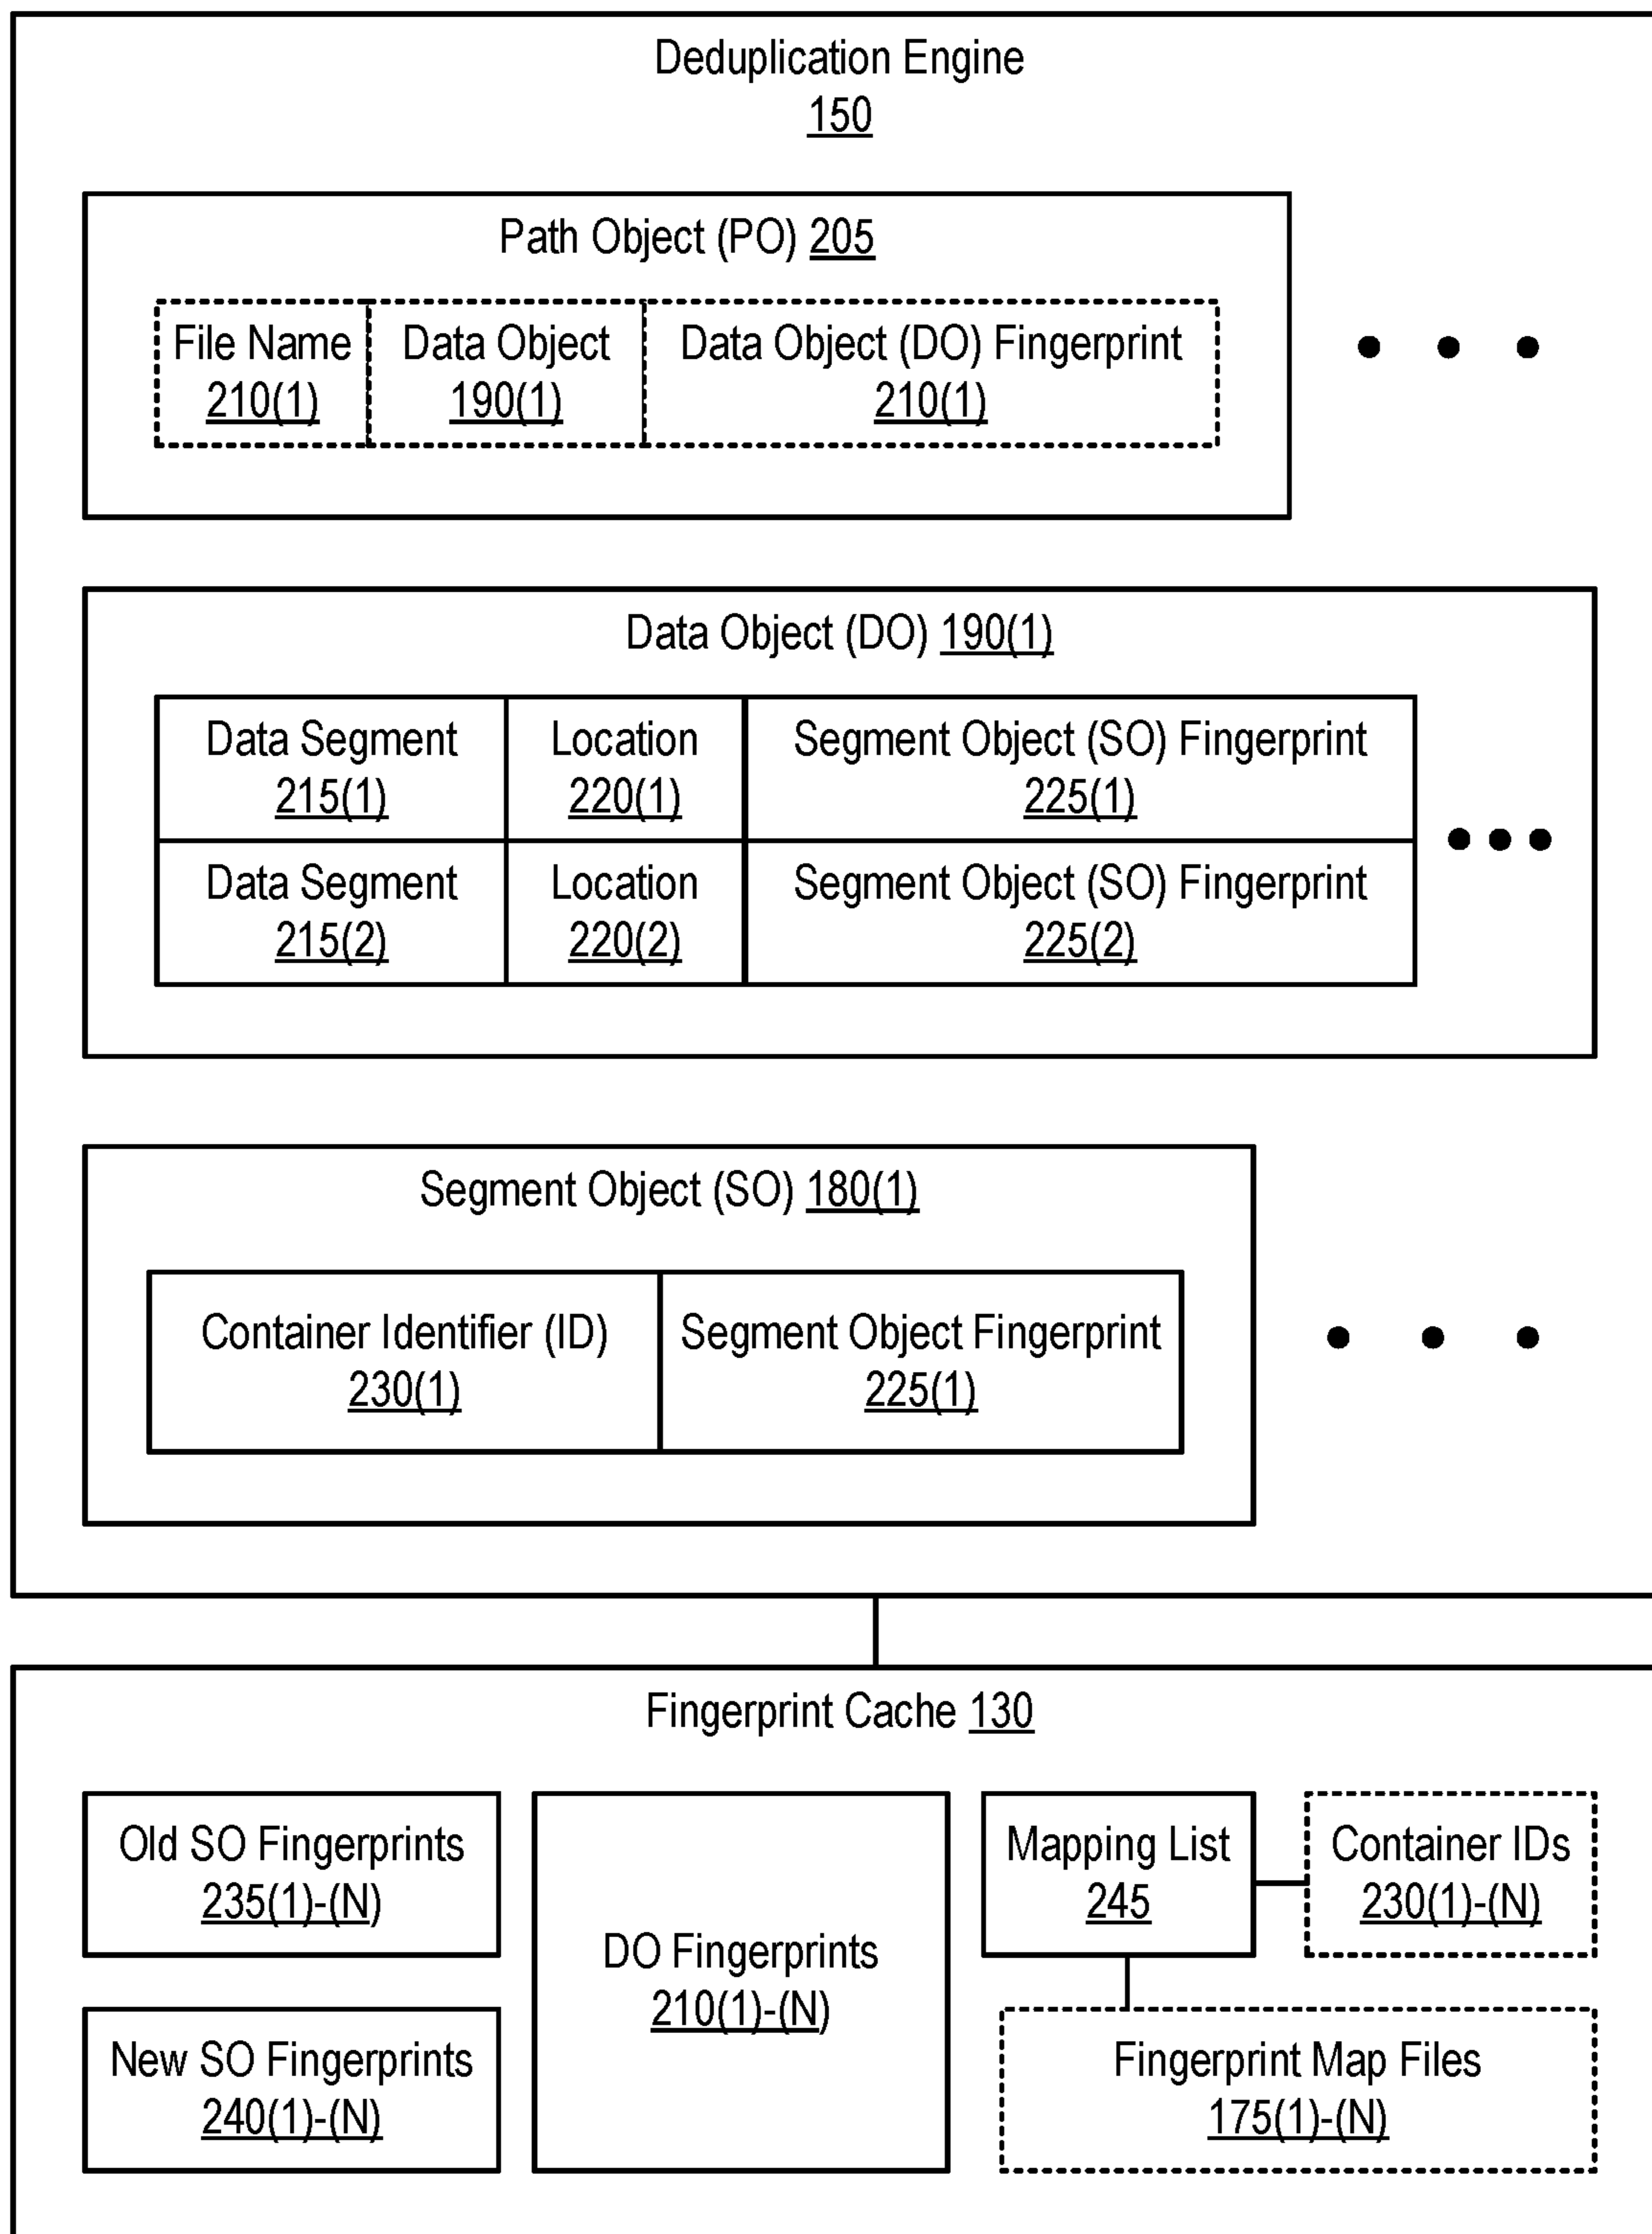 Deduplication Engine
150
Path Object (PO) 205
File Name Data Object Data Object (DO) Fingerprint
210(1) 190(1) 210(1)
Data Object (DO) 190(1)
Data Segment Location Segment Object (SO) Fingerprint
215(1) 220(1) 225(1)
Data Segment Location Segment Object (SO) Fingerprint
215(2) 220(2) 225(2)
Segment Object (SO) 180(1)
Container Identifier (ID) Segment Object Fingerprint
230(1) 225(1)
Fingerprint Cache 130
Old SO Fingerprints
235(1)-(N)
New SO Fingerprints
240(1)-(N)
DO Fingerprints
210(1)-(N)
Mapping List
245
Container IDs
230(1)-(N)
Fingerprint Map Files
175(1)-(N)